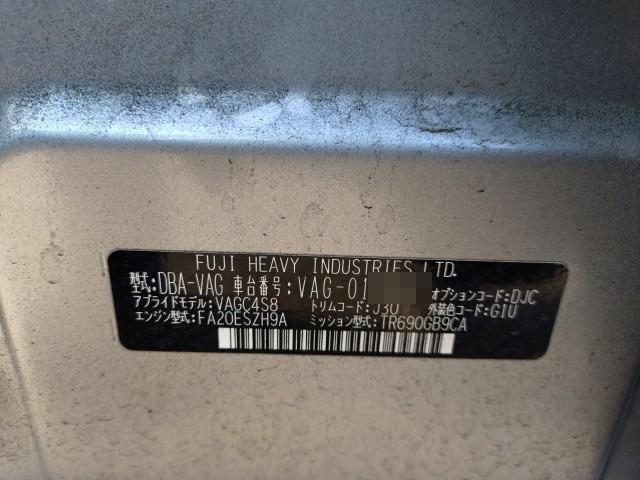 FUJI HEAVY INDUSTRIES LTD.
型式:DBA-VAG 車台番号:VAG-01 オプションコード:DJC
アプライドモデル:VAGC4S8 トリムコード:J30 外装色コード:G1U
エンジン型式:FA20ESZH9A ミッション型式:TR690GB9CA